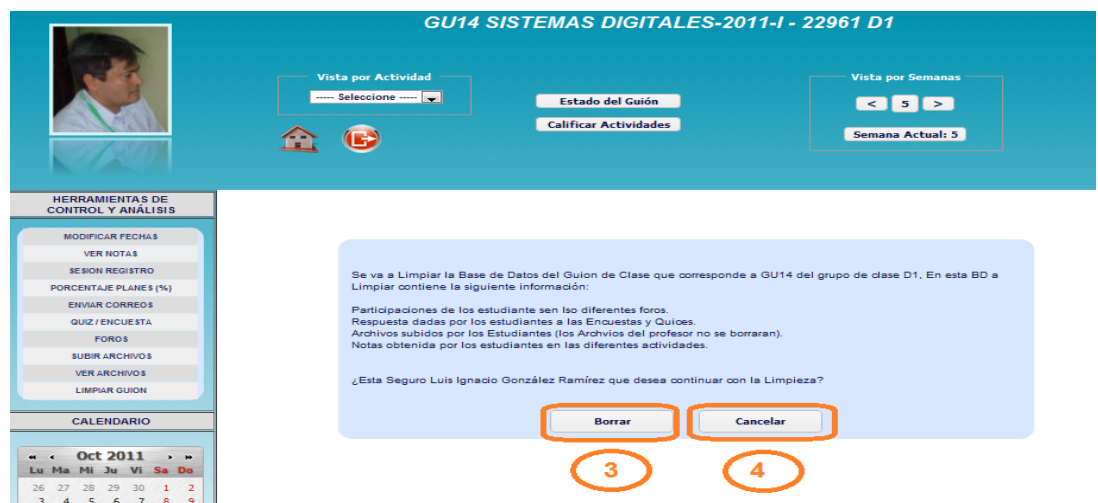 GU14 SISTEMAS DIGITALES-2011-I - 22961 D1
Vista por Actividad
----- Seleccione -----
Estado del Guión
Calificar Actividades
Vista por Semanas
< 5 >
Semana Actual: 5
HERRAMIENTAS DE
CONTROL Y ANÁLISIS
MODIFICAR FECHAS
VER NOTAS
SESION REGISTRO
PORCENTAJE PLANES (%)
ENVIAR CORREOS
QUIZ / ENCUESTA
FOROS
SUBIR ARCHIVOS
VER ARCHIVOS
LIMPIAR GUION
CALENDARIO
Oct 2011
Lu Ma Mi Ju Vi Sa Do
26 27 28 29 30 1 2
3 4 5 6 7 8 9
Se va a Limpiar la Base de Datos del Guion de Clase que corresponde a GU14 del grupo de clase D1, En esta BD a
Limpiar contiene la siguiente información:
Participaciones de los estudiante sen lso diferentes foros.
Respuesta dadas por los estudiantes a las Encuestas y Quices.
Archivos subidos por los Estudiantes (los Archvios del profesor no se borraran).
Notas obtenida por los estudiantes en las diferentes actividades.
¿Esta Seguro Luis Ignacio González Ramírez que desea continuar con la Limpieza?
Borrar
Cancelar
3
4